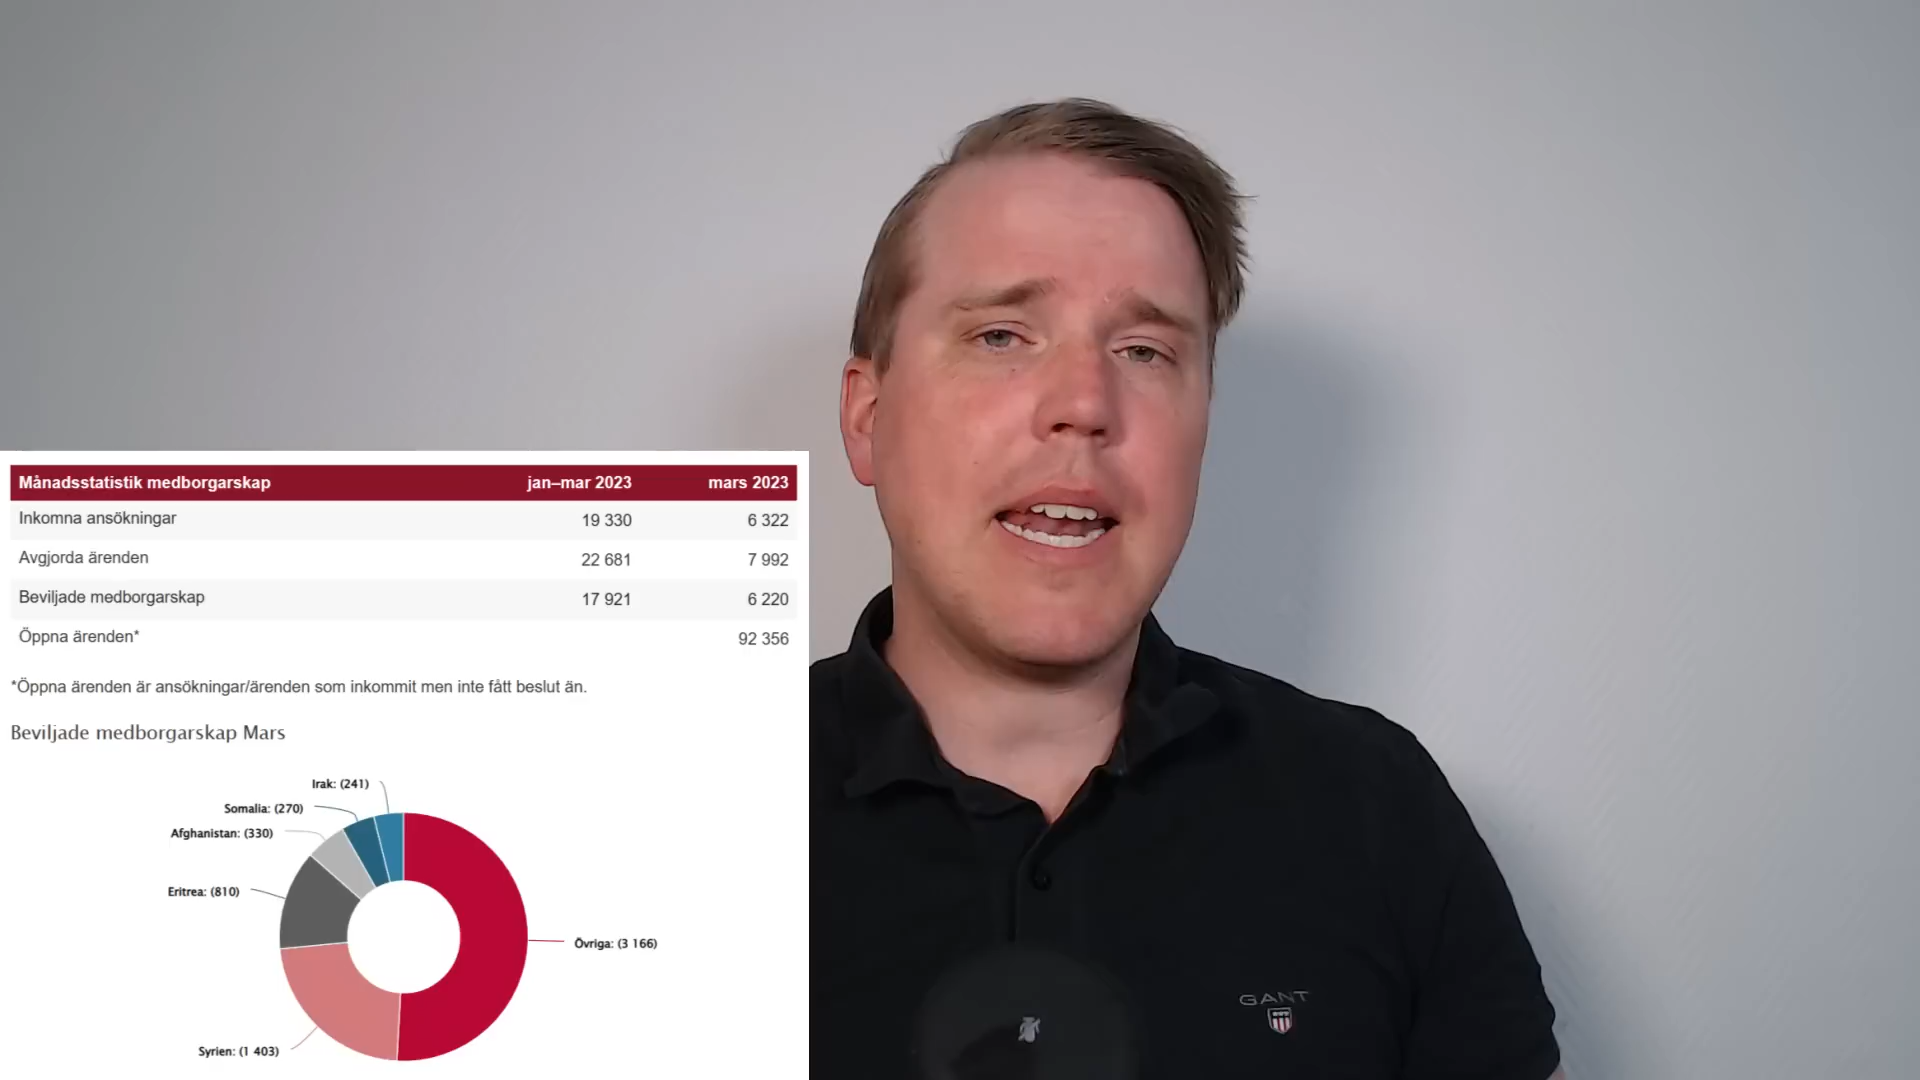 Månadsstatistik medborgarskap jan–mar 2023 mars 2023
Inkomna ansökningar 19 330 6 322
Avgjorda ärenden 22 681 7 992
Beviljade medborgarskap 17 921 6 220
Öppna ärenden* 92 356
*Öppna ärenden är ansökningar/ärenden som inkommit men inte fått beslut än.
Beviljade medborgarskap Mars
Irak: (241)
Somalia: (270)
Afghanistan: (330)
Eritrea: (810)
Övriga: (3 166)
Syrien: (1 403)
GANT